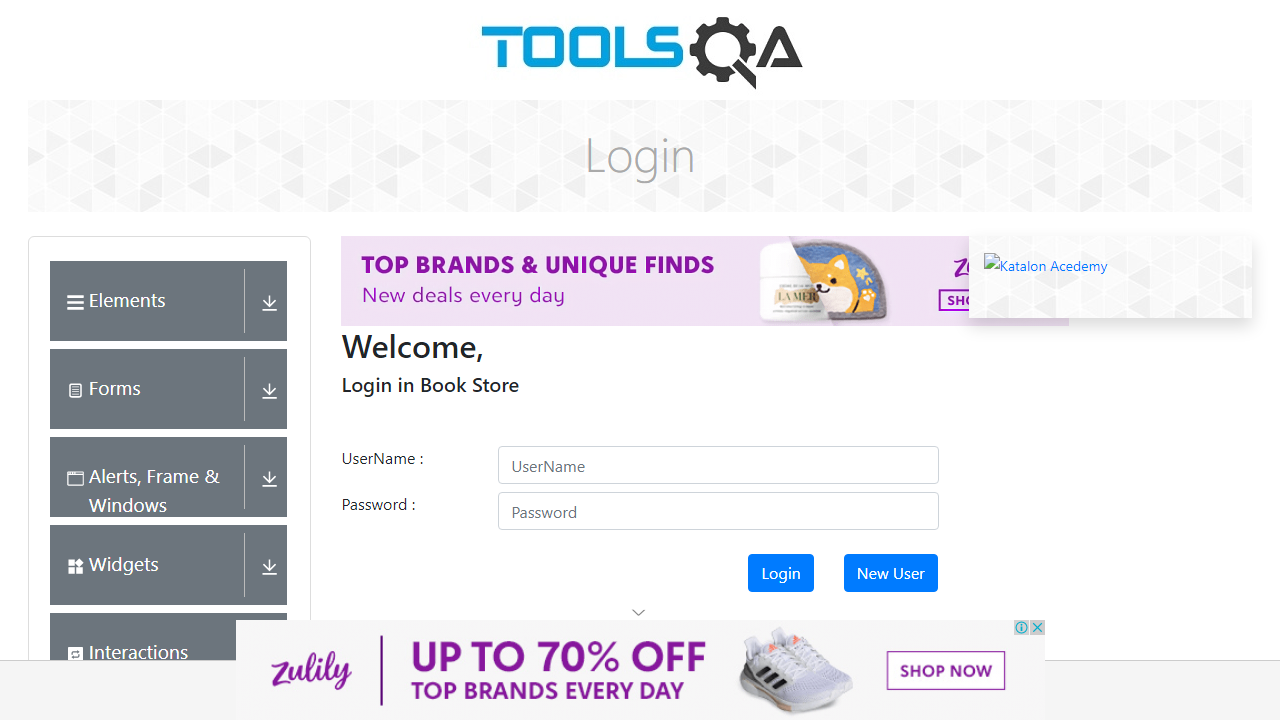 TOOLSQA
Login
Elements
Forms
Alerts, Frame &
Windows
Widgets
Interactions
TOP BRANDS & UNIQUE FINDS
New deals every day
LA MER
Katalon Acedemy
Welcome,
Login in Book Store
UserName :
UserName
Password :
Password
Login
New User
zulily
UP TO 70% OFF
TOP BRANDS EVERY DAY
SHOP NOW